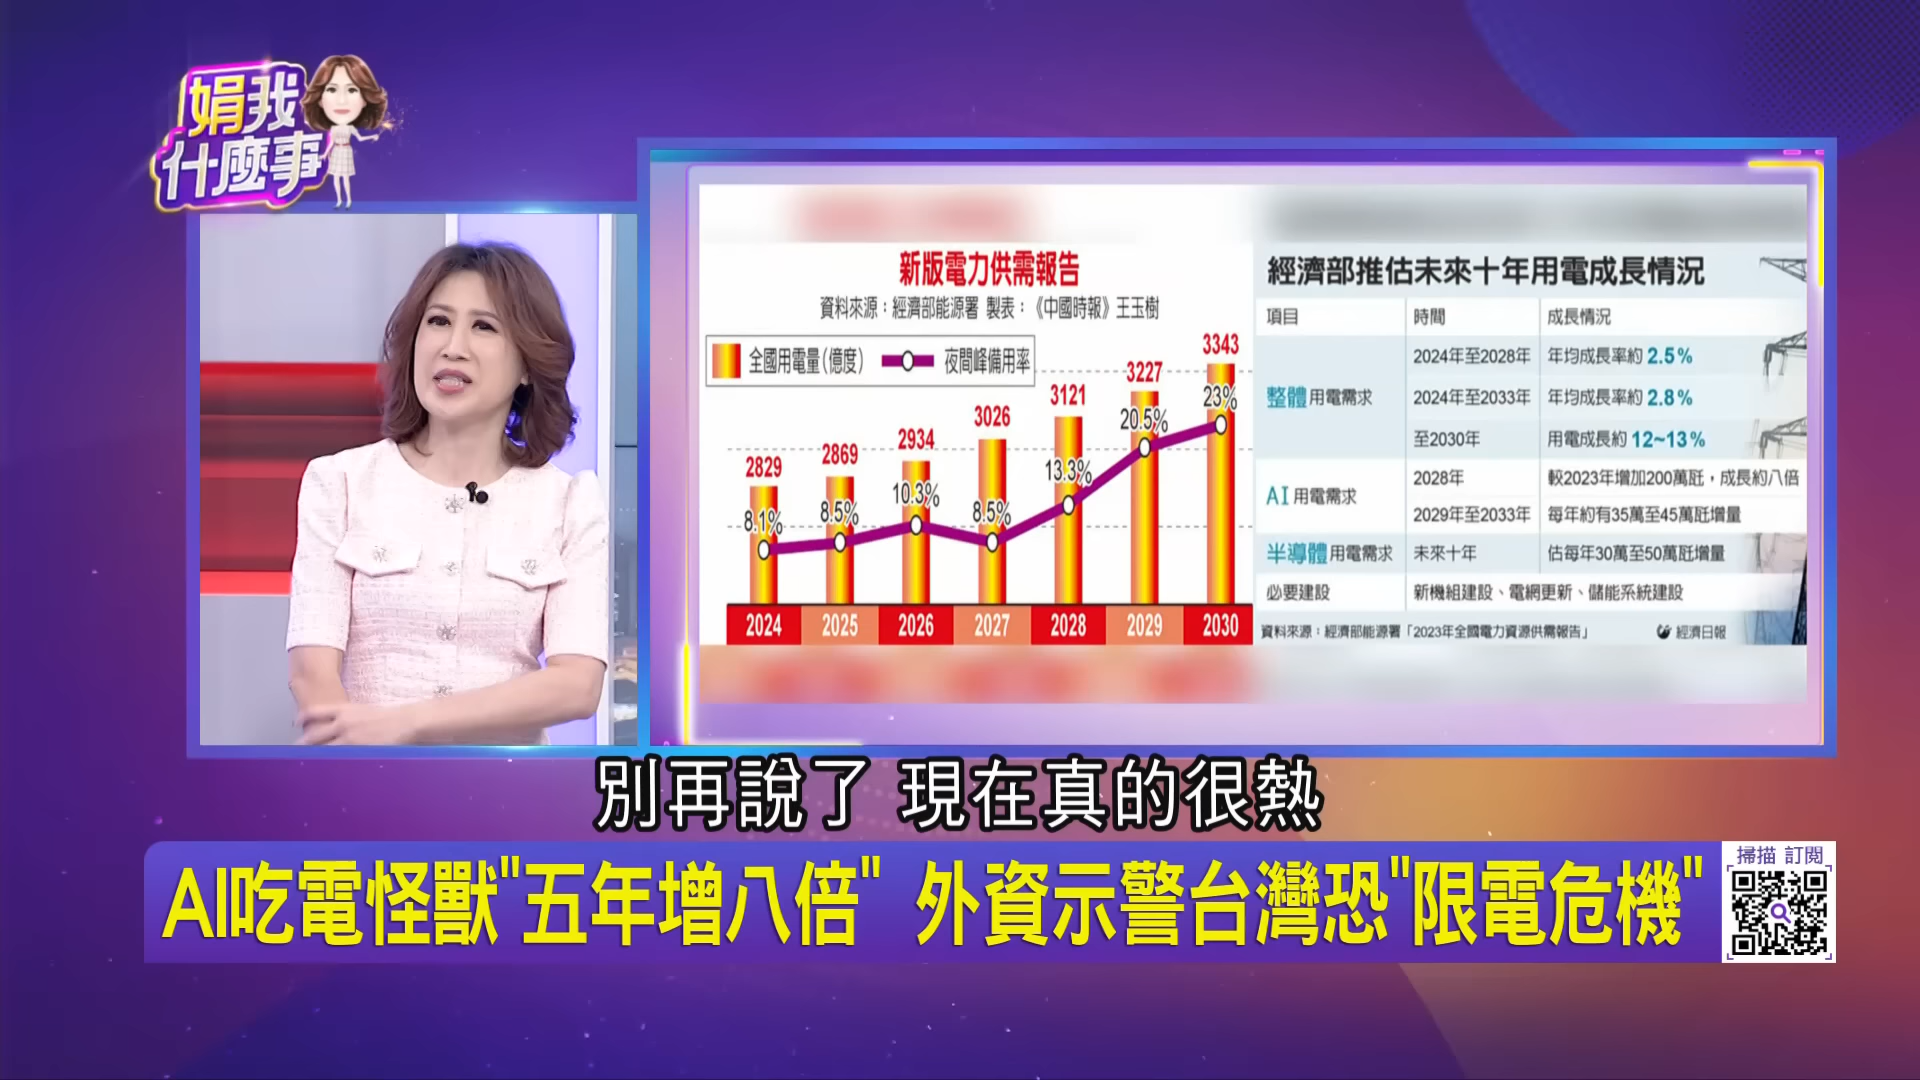 娟我
什麼事
新版電力供需報告
資料來源：經濟部能源署 製表：《中國時報》王玉樹
全國用電量(億度) 夜間峰備用率
2829 2869 2934 3026 3121 3227 3343
8.1% 8.5% 10.3% 8.5% 13.3% 20.5% 23%
2024 2025 2026 2027 2028 2029 2030
經濟部推估未來十年用電成長情況
項目 時間 成長情況
整體用電需求 2024年至2028年 年均成長率約 2.5%
2024年至2033年 年均成長率約 2.8%
至2030年 用電成長約 12~13%
AI 用電需求 2028年 較2023年增加200萬瓩，成長約八倍
2029年至2033年 每年約有35萬至45萬瓩增量
半導體用電需求 未來十年 估每年30萬至50萬瓩增量
必要建設 新機組建設、電網更新、儲能系統建設
資料來源：經濟部能源署「2023年全國電力資源供需報告」 經濟日報
別再說了 現在真的很熱
AI吃電怪獸"五年增八倍" 外資示警台灣恐"限電危機"
掃描 訂閱